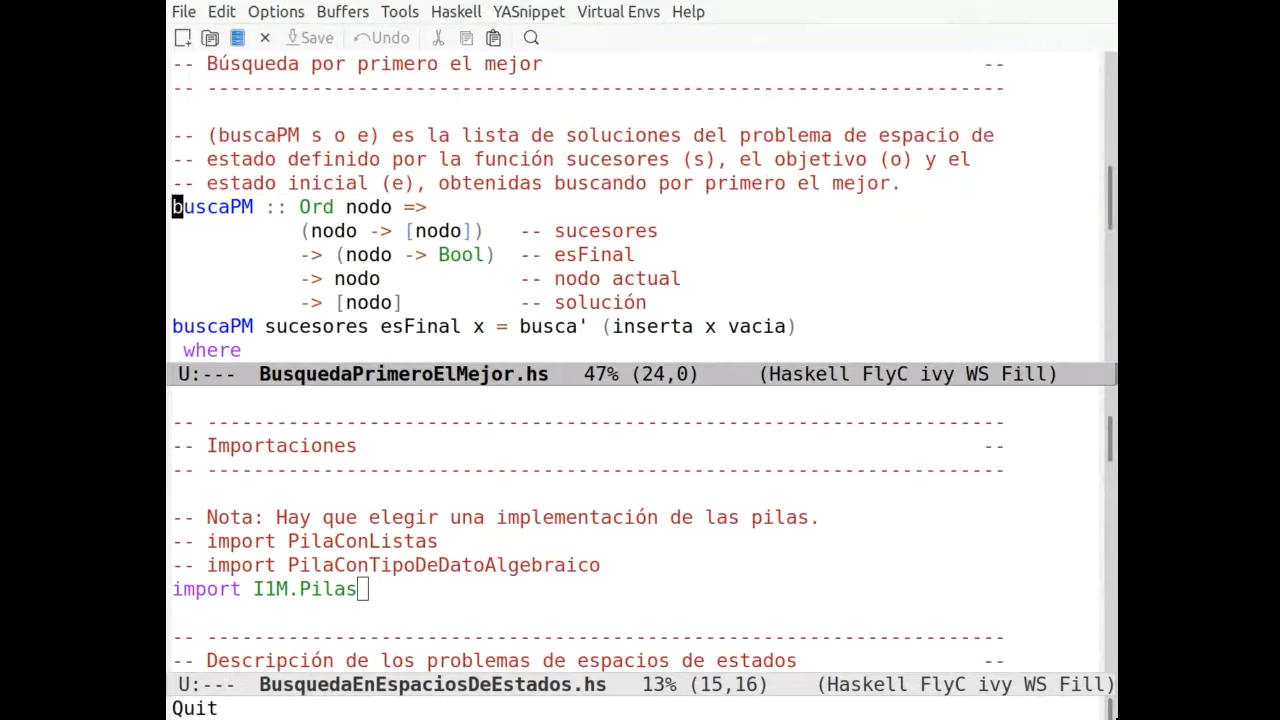 File Edit Options Buffers Tools Haskell YASnippet Virtual Envs Help
Save Undo
-- Búsqueda por primero el mejor --
-- ---------------------------------------------------------------------
-- (buscaPM s o e) es la lista de soluciones del problema de espacio de
-- estado definido por la función sucesores (s), el objetivo (o) y el
-- estado inicial (e), obtenidas buscando por primero el mejor.
buscaPM :: Ord nodo =>
(nodo -> [nodo]) -- sucesores
-> (nodo -> Bool) -- esFinal
-> nodo -- nodo actual
-> [nodo] -- solución
buscaPM sucesores esFinal x = busca' (inserta x vacia)
where
U:--- BusquedaPrimeroElMejor.hs 47% (24,0) (Haskell FlyC ivy WS Fill)
-- ---------------------------------------------------------------------
-- Importaciones --
-- ---------------------------------------------------------------------
-- Nota: Hay que elegir una implementación de las pilas.
-- import PilaConListas
-- import PilaConTipoDeDatoAlgebraico
import I1M.Pilas
-- ---------------------------------------------------------------------
-- Descripción de los problemas de espacios de estados --
U:--- BusquedaEnEspaciosDeEstados.hs 13% (15,16) (Haskell FlyC ivy WS Fill)
Quit